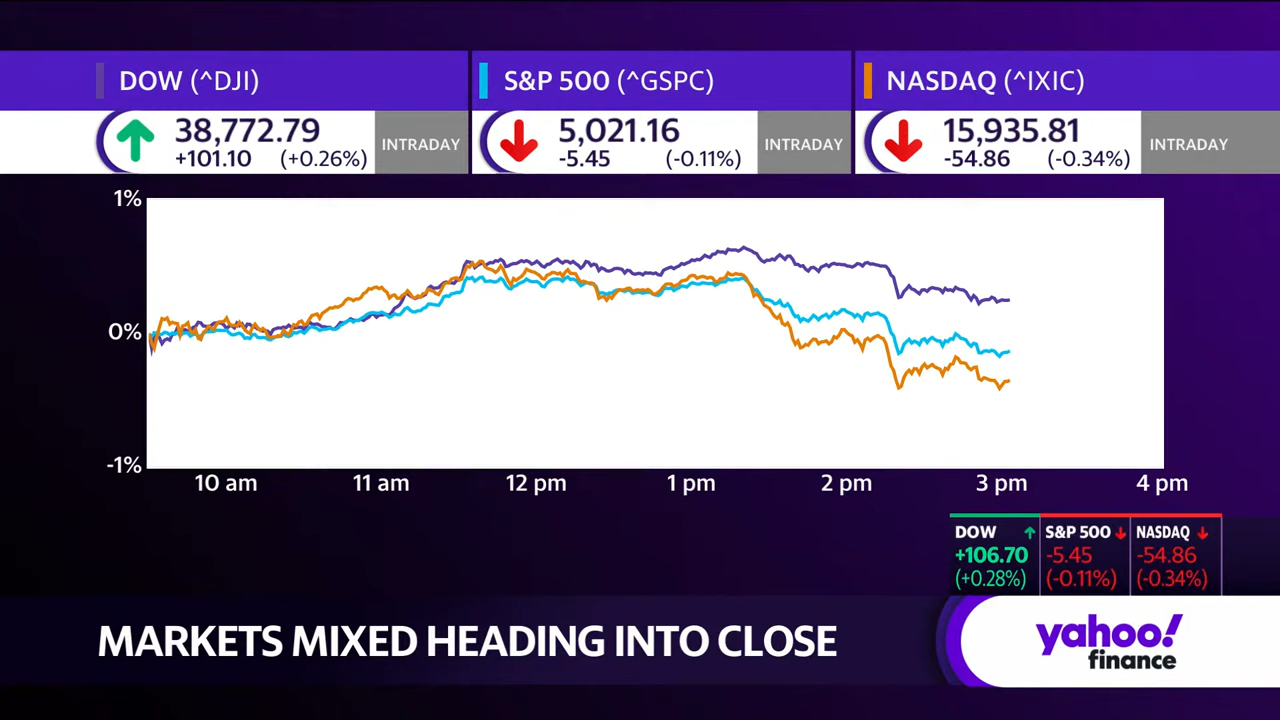 DOW (^DJI)
38,772.79
+101.10 (+0.26%)
INTRADAY
S&P 500 (^GSPC)
5,021.16
-5.45 (-0.11%)
INTRADAY
NASDAQ (^IXIC)
15,935.81
-54.86 (-0.34%)
INTRADAY
1%
0%
-1%
10 am 11 am 12 pm 1 pm 2 pm 3 pm 4 pm
DOW
+106.70
(+0.28%)
S&P 500
-5.45
(-0.11%)
NASDAQ
-54.86
(-0.34%)
MARKETS MIXED HEADING INTO CLOSE
yahoo!
finance